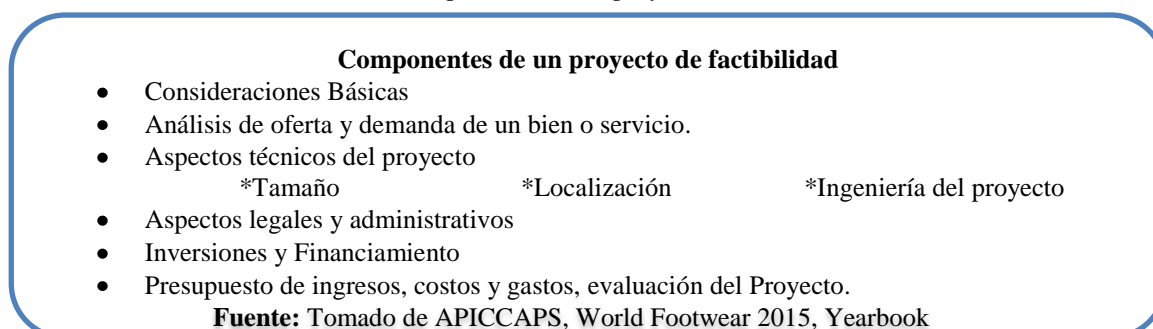 Componentes de un proyecto de factibilidad
• Consideraciones Básicas
• Análisis de oferta y demanda de un bien o servicio.
• Aspectos técnicos del proyecto
*Tamaño *Localización *Ingeniería del proyecto
• Aspectos legales y administrativos
• Inversiones y Financiamiento
• Presupuesto de ingresos, costos y gastos, evaluación del Proyecto.
Fuente: Tomado de APICCAPS, World Footwear 2015, Yearbook